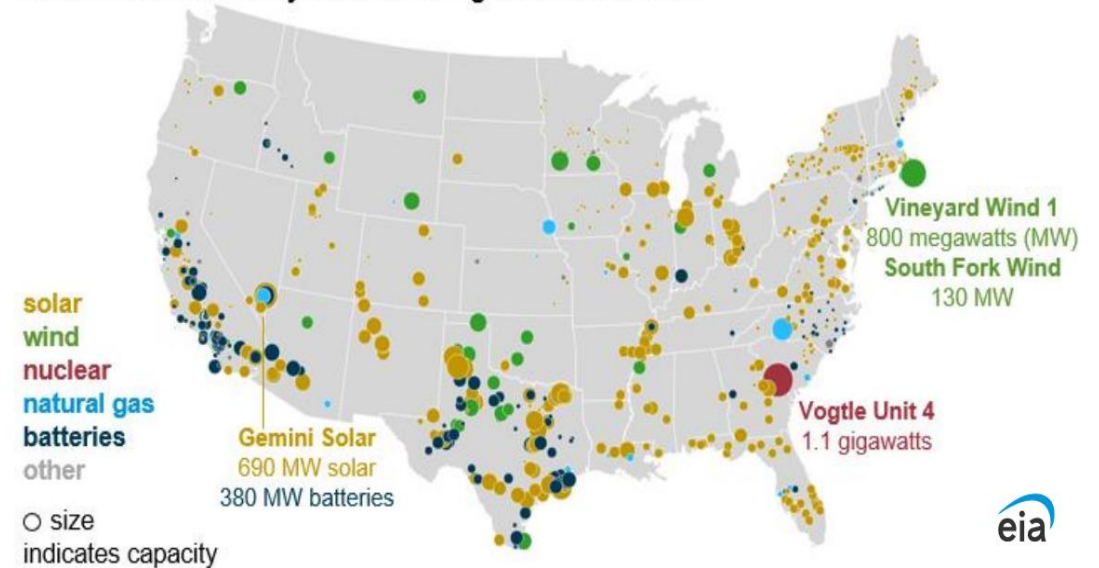 Vineyard Wind 1
800 megawatts (MW)
South Fork Wind
130 MW
solar
wind
nuclear
natural gas
batteries
other
Vogtle Unit 4
1.1 gigawatts
Gemini Solar
690 MW solar
380 MW batteries
size
indicates capacity
eia